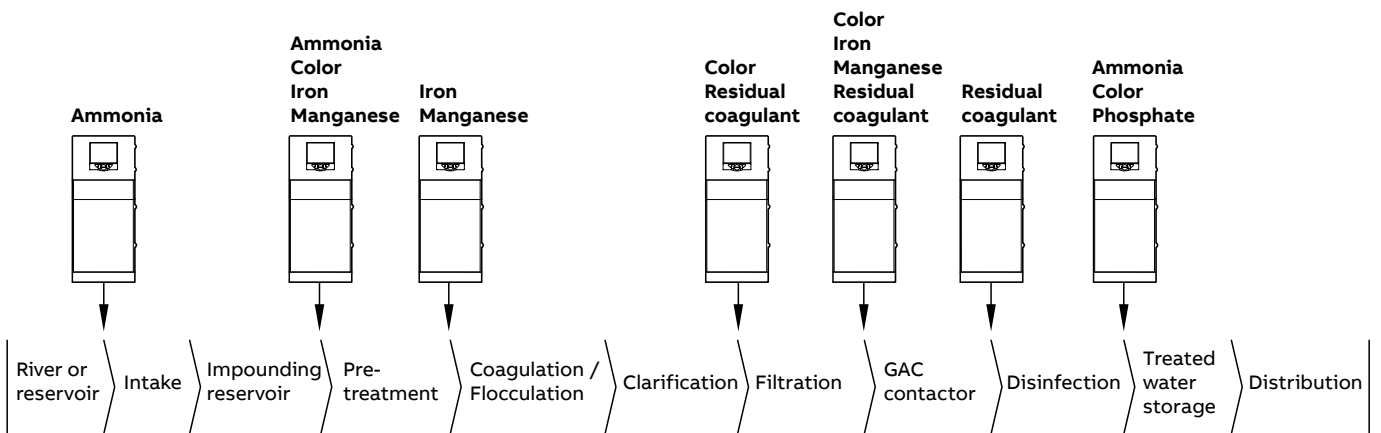 Ammonia
Ammonia
Color
Iron
Manganese
Iron
Manganese
Color
Residual
coagulant
Color
Iron
Manganese
Residual
coagulant
Residual
coagulant
Ammonia
Color
Phosphate
River or
reservoir
Intake
Impounding
reservoir
Pre-
treatment
Coagulation /
Flocculation
Clarification
Filtration
GAC
contactor
Disinfection
Treated
water
storage
Distribution